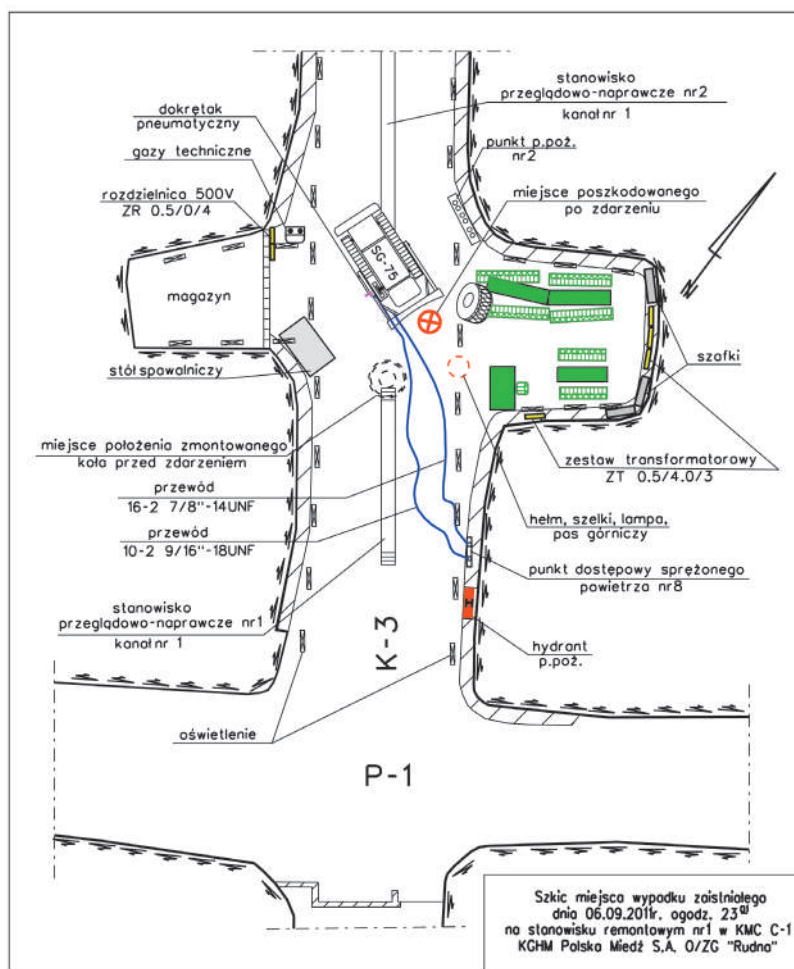 stanowisko
przeglądowo-naprawcze nr2
kanał nr 1
dokrętak
pneumatyczny
gazy techniczne
punkt p.poż.
nr2
rozdzielnica 500V
ZR 0.5/0/4
miejsce poszkodowanego
po zdarzeniu
SG-75
magazyn
szafki
stół spawalniczy
miejsce położenia zmontowanego
koła przed zdarzeniem
zestaw transformatorowy
ZT 0.5/4.0/3
przewód
16-2 7/8"-14UNF
hełm, szelki, lampa,
pas górniczy
przewód
10-2 9/16"-18UNF
punkt dostępowy sprężonego
powietrza nr8
H
stanowisko
przeglądowo-naprawcze nr1
kanał nr 1
K-3
hydrant
p.poż.
oświetlenie
P-1
Szkic miejsca wypadku zaistniałego
dnia 06.09.2011r. ogodz. 23
na stanowisku remontowym nr1 w KMC C-1
KGHM Polska Miedź S.A. O/ZG "Rudna"